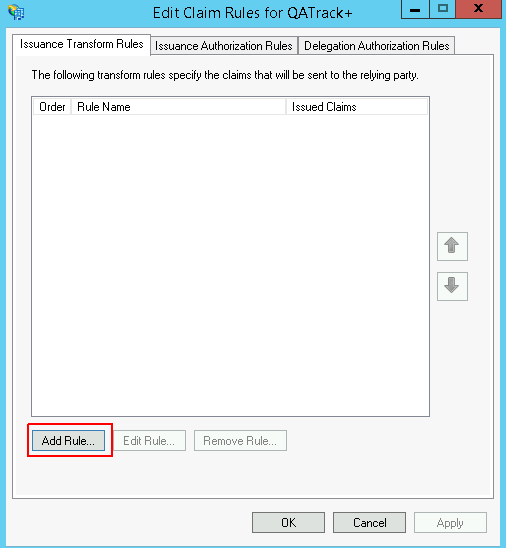 Edit Claim Rules for QATrack+
Issuance Transform Rules Issuance Authorization Rules Delegation Authorization Rules
The following transform rules specify the claims that will be sent to the relying party.
Order Rule Name Issued Claims
Add Rule... Edit Rule... Remove Rule...
OK Cancel Apply